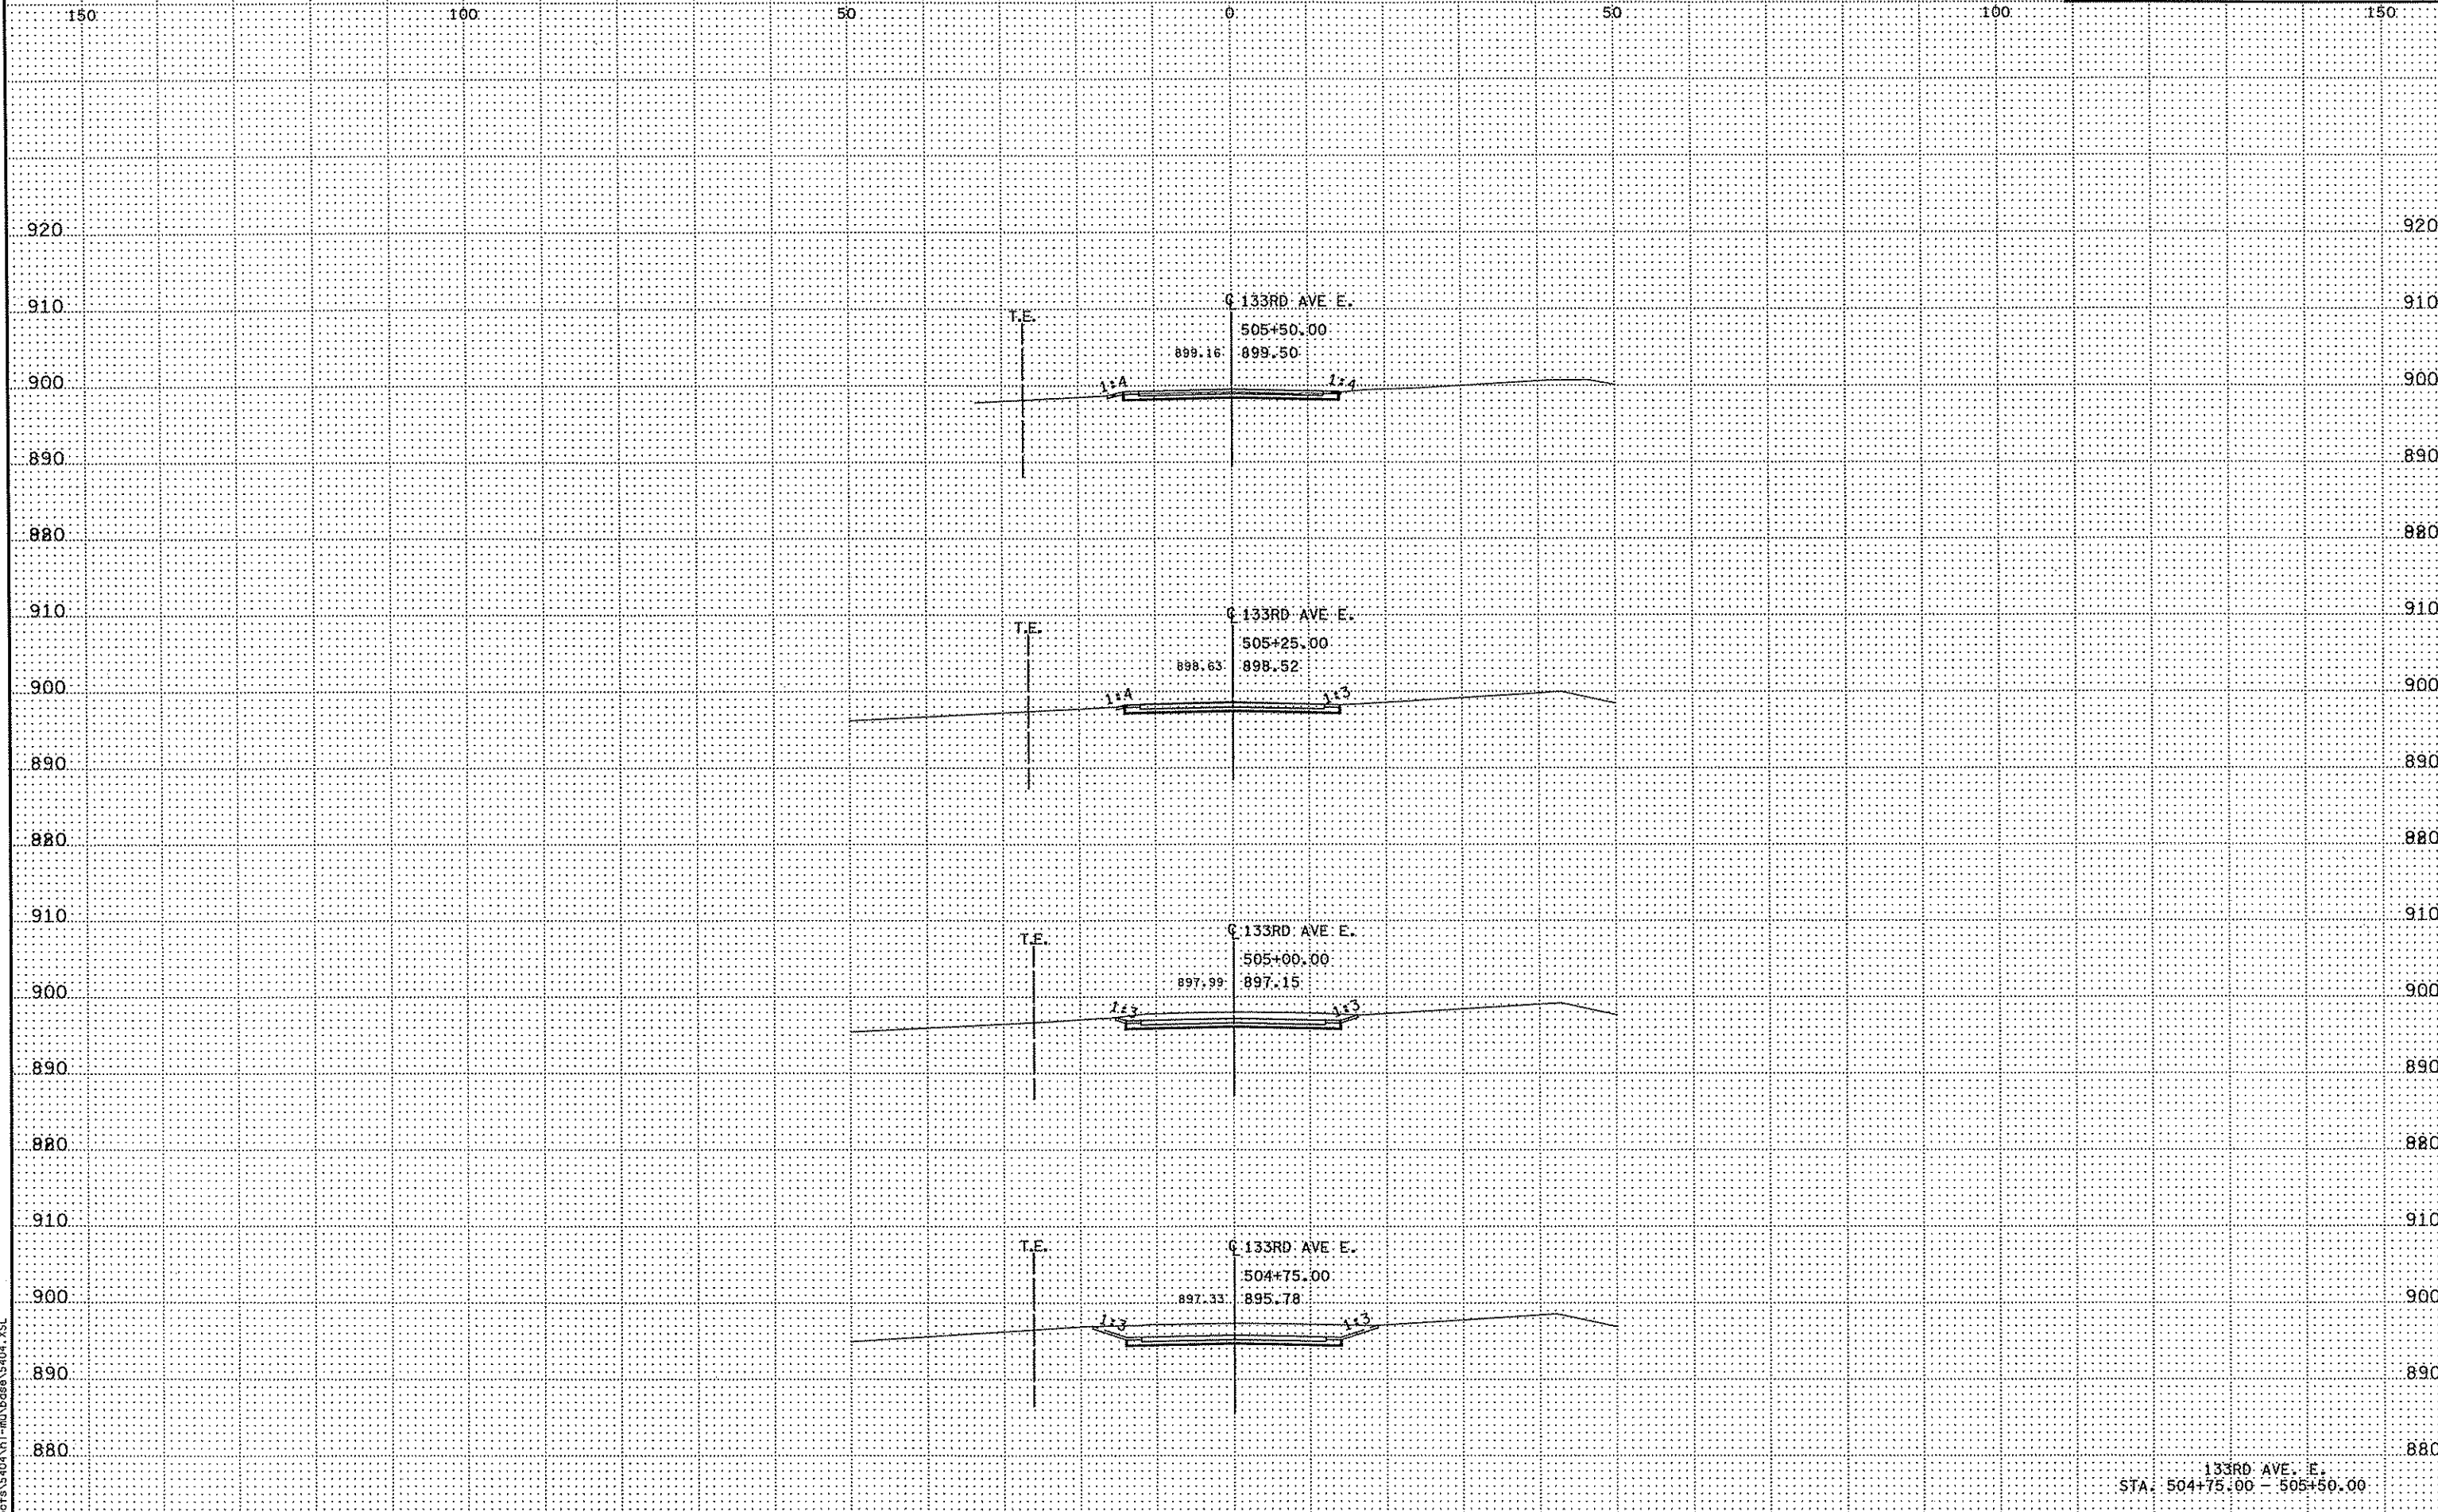 150 100 50 0 50 100 150
920 920
℄ 133RD AVE E.
910 910
T.E.
505+50.00
899.16 899.50
900 1:4 1:4 900
890 890
880 880
910 ℄ 133RD AVE E. 910
T.E.
505+25.00
898.63 898.52
900 1:4 1:3 900
890 890
880 880
910 910
T.E. ℄ 133RD AVE E.
505+00.00
897.99 897.15
900 900
1:3 1:3
890 890
880 880
910 910
T.E. ℄ 133RD AVE E.
504+75.00
900 897.33 895.78 900
1:3 1:3
890 890
880 880
133RD AVE. E.
STA. 504+75.00 - 505+50.00